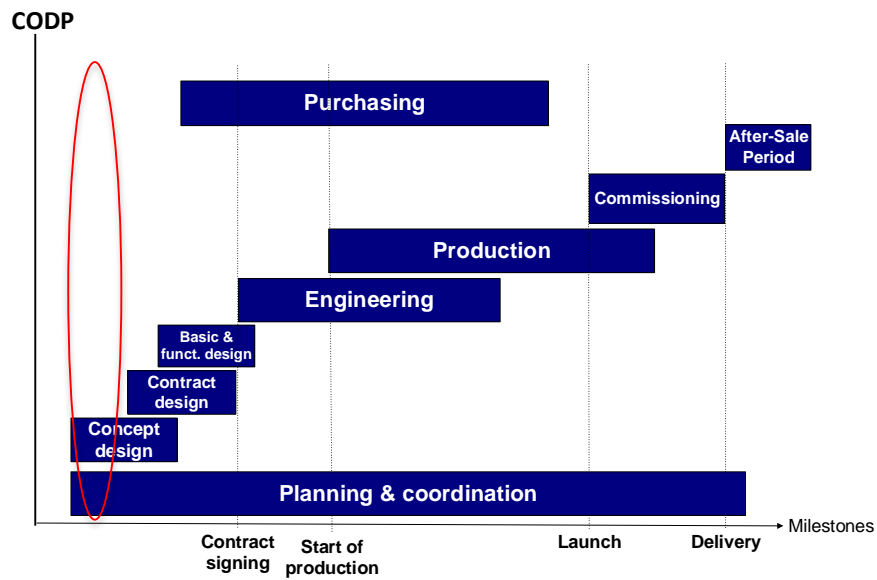 CODP
Purchasing
After-Sale
Period
Commissioning
Production
Engineering
Basic &
funct. design
Contract
design
Concept
design
Planning & coordination
Milestones
Contract
signing
Start of
production
Launch
Delivery